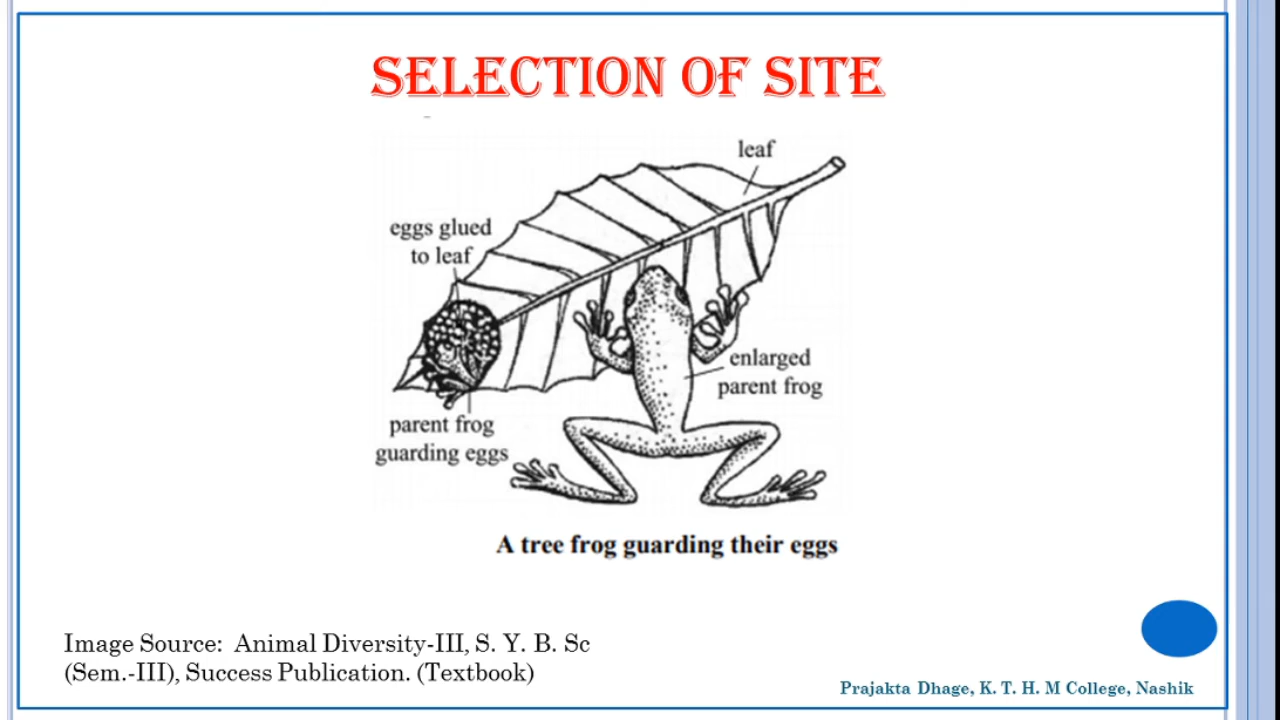 SELECTION OF SITE
leaf
eggs glued
to leaf
enlarged
parent frog
parent frog
guarding eggs
A tree frog guarding their eggs
Image Source:  Animal Diversity-III, S. Y. B. Sc
(Sem.-III), Success Publication. (Textbook)
Prajakta Dhage, K. T. H. M College, Nashik